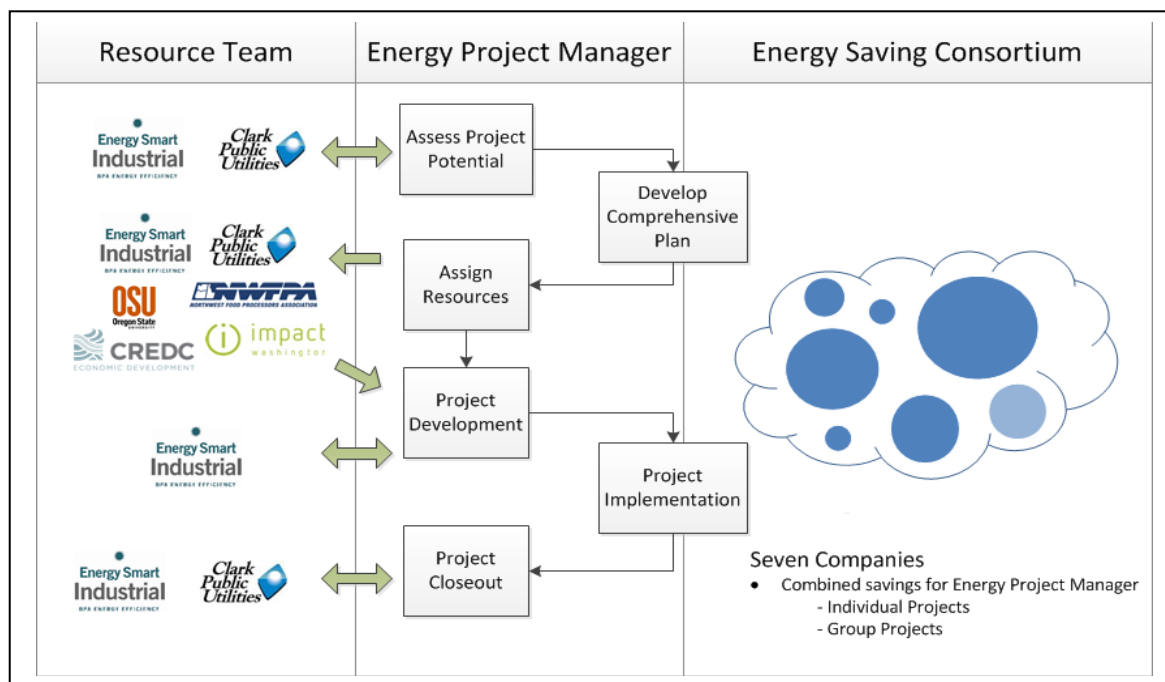 Resource Team
Energy Project Manager
Energy Saving Consortium
Energy Smart
Industrial
BPA ENERGY EFFICIENCY
Clark
Public
Utilities
Assess Project
Potential
Develop
Comprehensive
Plan
Energy Smart
Industrial
BPA ENERGY EFFICIENCY
Clark
Public
Utilities
Assign
Resources
OSU
Oregon State
UNIVERSITY
NWFPA
NORTHWEST FOOD PROCESSORS ASSOCIATION
CREDC
ECONOMIC DEVELOPMENT
impact
washington
Project
Development
Energy Smart
Industrial
BPA ENERGY EFFICIENCY
Project
Implementation
Energy Smart
Industrial
BPA ENERGY EFFICIENCY
Clark
Public
Utilities
Project
Closeout
Seven Companies
• Combined savings for Energy Project Manager
- Individual Projects
- Group Projects